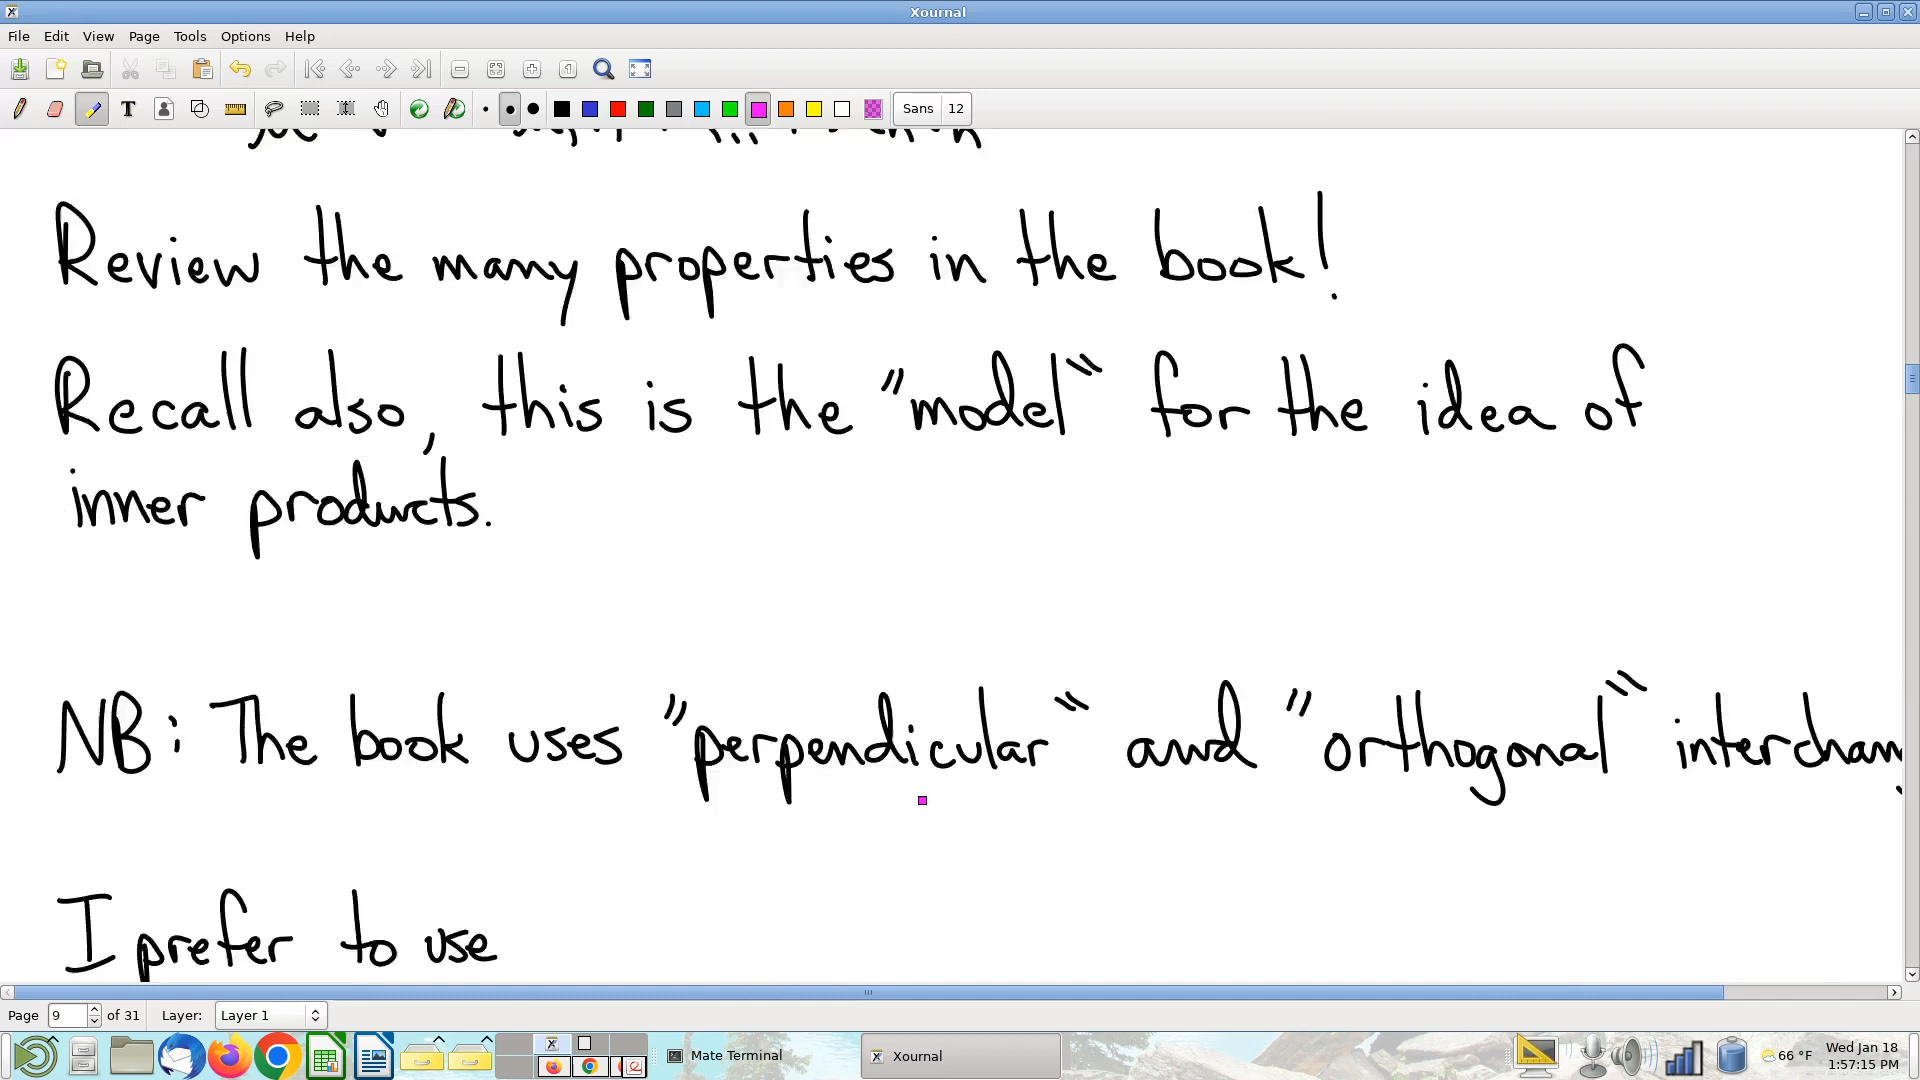 Xournal
File Edit View Page Tools Options Help
Sans 12
Review the many properties in the book!
Recall also, this is the "model" for the idea of
inner products.
NB: The book uses "perpendicular" and "orthogonal" interchan
I prefer to use
Page 9 of 31 Layer: Layer 1
Mate Terminal Xournal 66 °F Wed Jan 18
1:57:15 PM